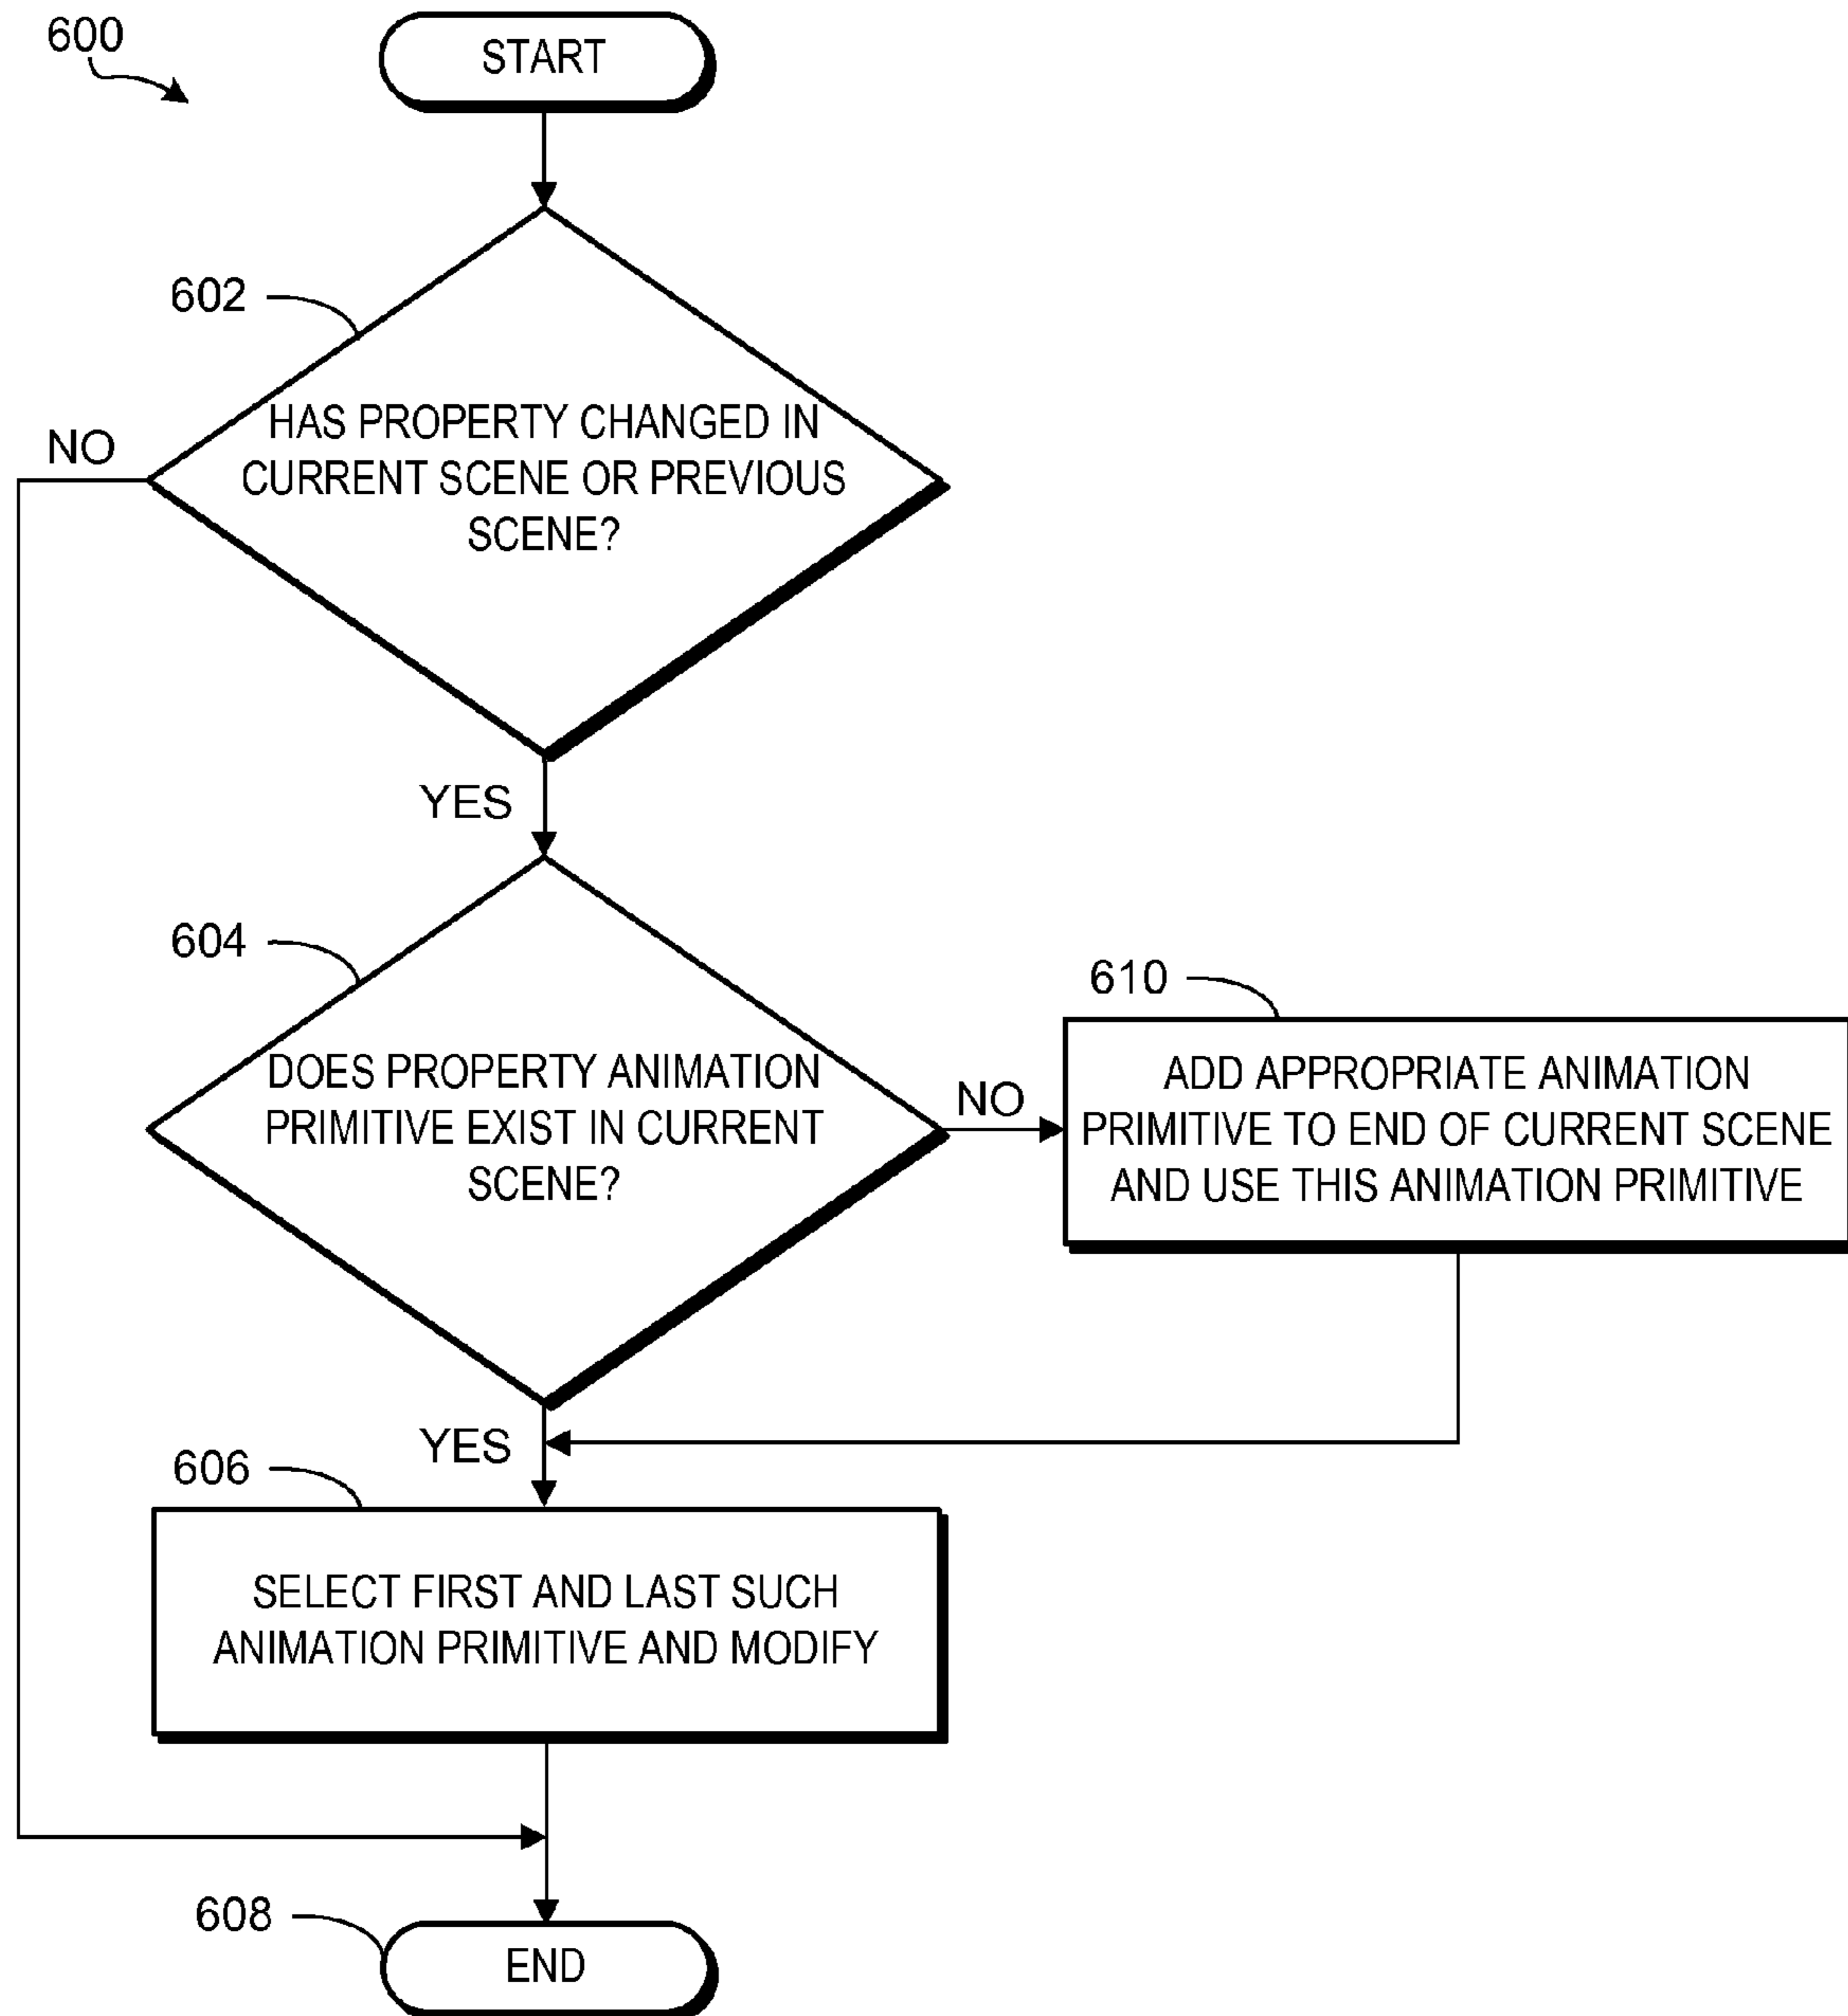 600
START
602
HAS PROPERTY CHANGED IN
CURRENT SCENE OR PREVIOUS
SCENE?
NO
YES
604
DOES PROPERTY ANIMATION
PRIMITIVE EXIST IN CURRENT
SCENE?
NO
610
ADD APPROPRIATE ANIMATION
PRIMITIVE TO END OF CURRENT SCENE
AND USE THIS ANIMATION PRIMITIVE
YES
606
SELECT FIRST AND LAST SUCH
ANIMATION PRIMITIVE AND MODIFY
608
END